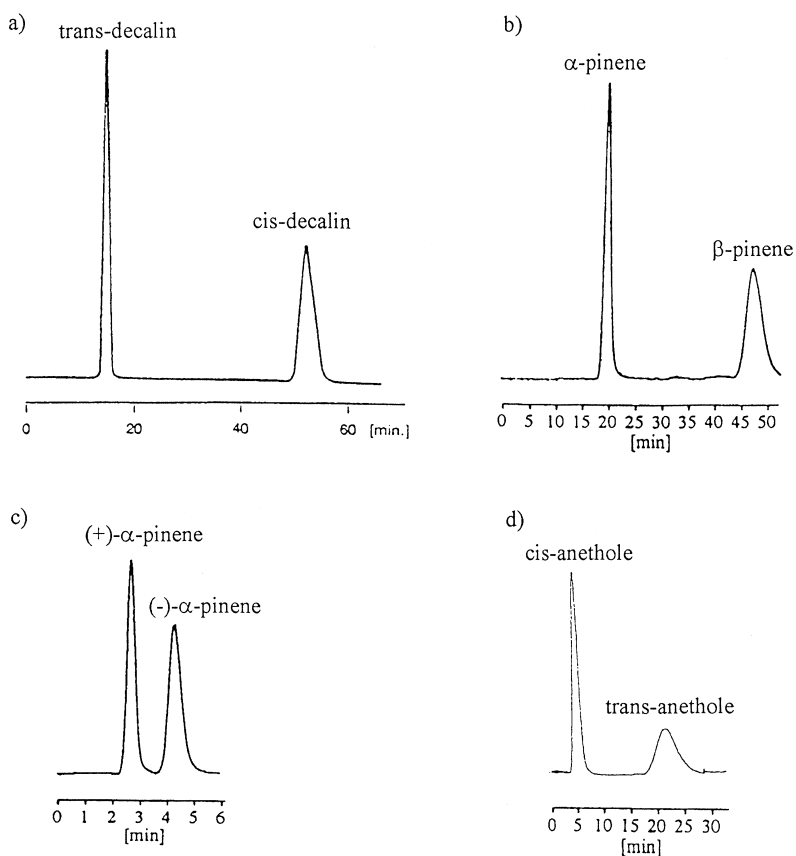 a)
trans-decalin
cis-decalin
0 20 40 60 [min.]
b)
α-pinene
β-pinene
0 5 10 15 20 25 30 35 40 45 50
[min]
c)
(+)-α-pinene
(-)-α-pinene
0 1 2 3 4 5 6
[min]
d)
cis-anethole
trans-anethole
0 5 10 15 20 25 30
[min]